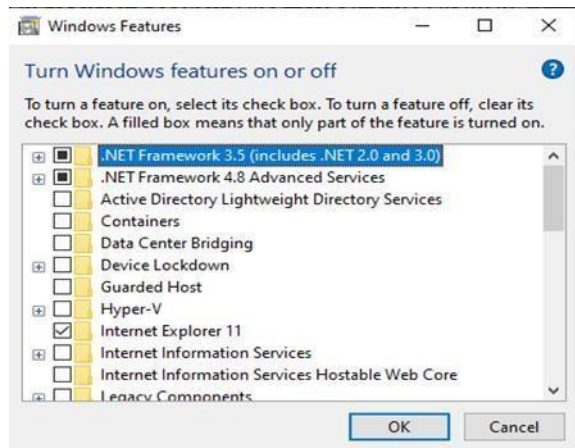 Windows Features
Turn Windows features on or off
To turn a feature on, select its check box. To turn a feature off, clear its
check box. A filled box means that only part of the feature is turned on.
.NET Framework 3.5 (includes .NET 2.0 and 3.0)
.NET Framework 4.8 Advanced Services
Active Directory Lightweight Directory Services
Containers
Data Center Bridging
Device Lockdown
Guarded Host
Hyper-V
Internet Explorer 11
Internet Information Services
Internet Information Services Hostable Web Core
Legacy Components
OK Cancel